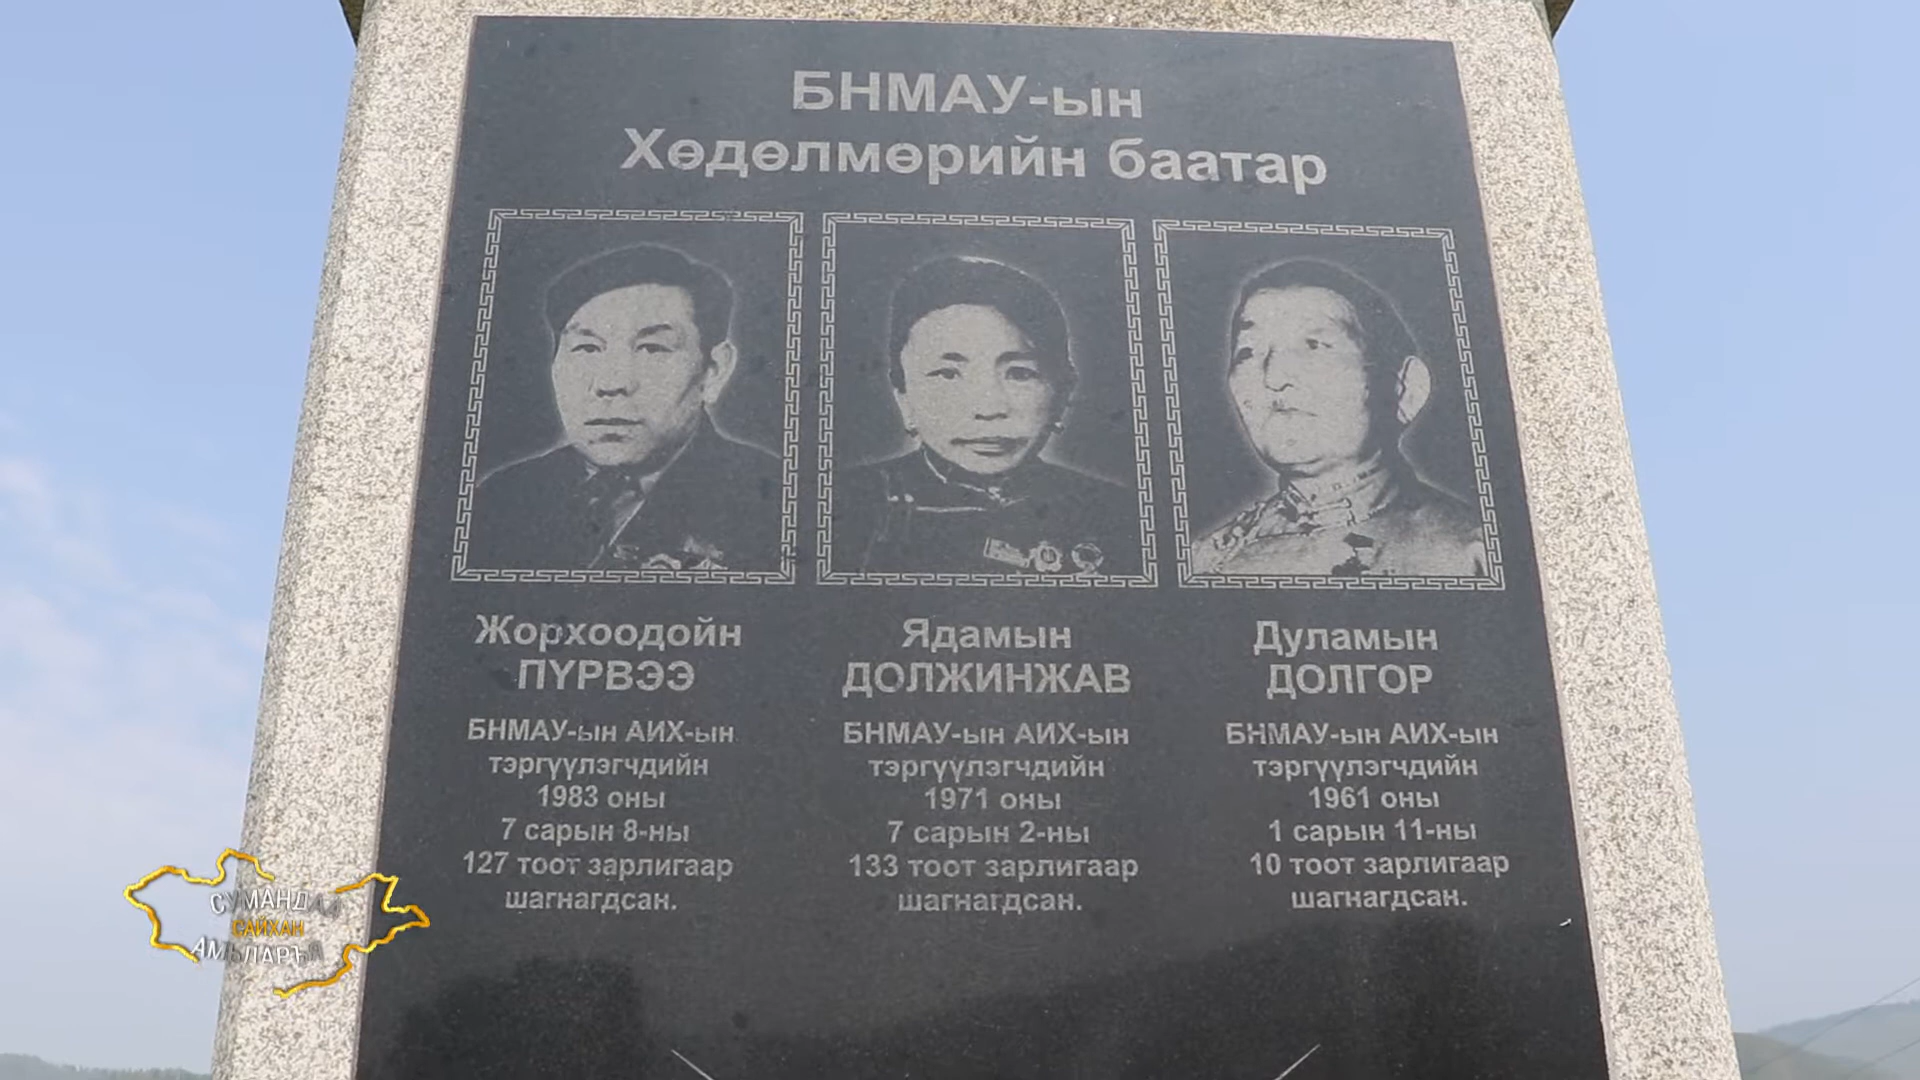 БНМАУ-ын
Хөдөлмөрийн баатар
Жорхоодойн
ПҮРВЭЭ
БНМАУ-ын АИХ-ын
тэргүүлэгчдийн
1983 оны
7 сарын 8-ны
127 тоот зарлигаар
шагнагдсан.
Ядамын
ДОЛЖИНЖАВ
БНМАУ-ын АИХ-ын
тэргүүлэгчдийн
1971 оны
7 сарын 2-ны
133 тоот зарлигаар
шагнагдсан.
Дуламын
ДОЛГОР
БНМАУ-ын АИХ-ын
тэргүүлэгчдийн
1961 оны
1 сарын 11-ны
10 тоот зарлигаар
шагнагдсан.
СУМАНДАА
САЙХАН
АМЬДАРЪЯ